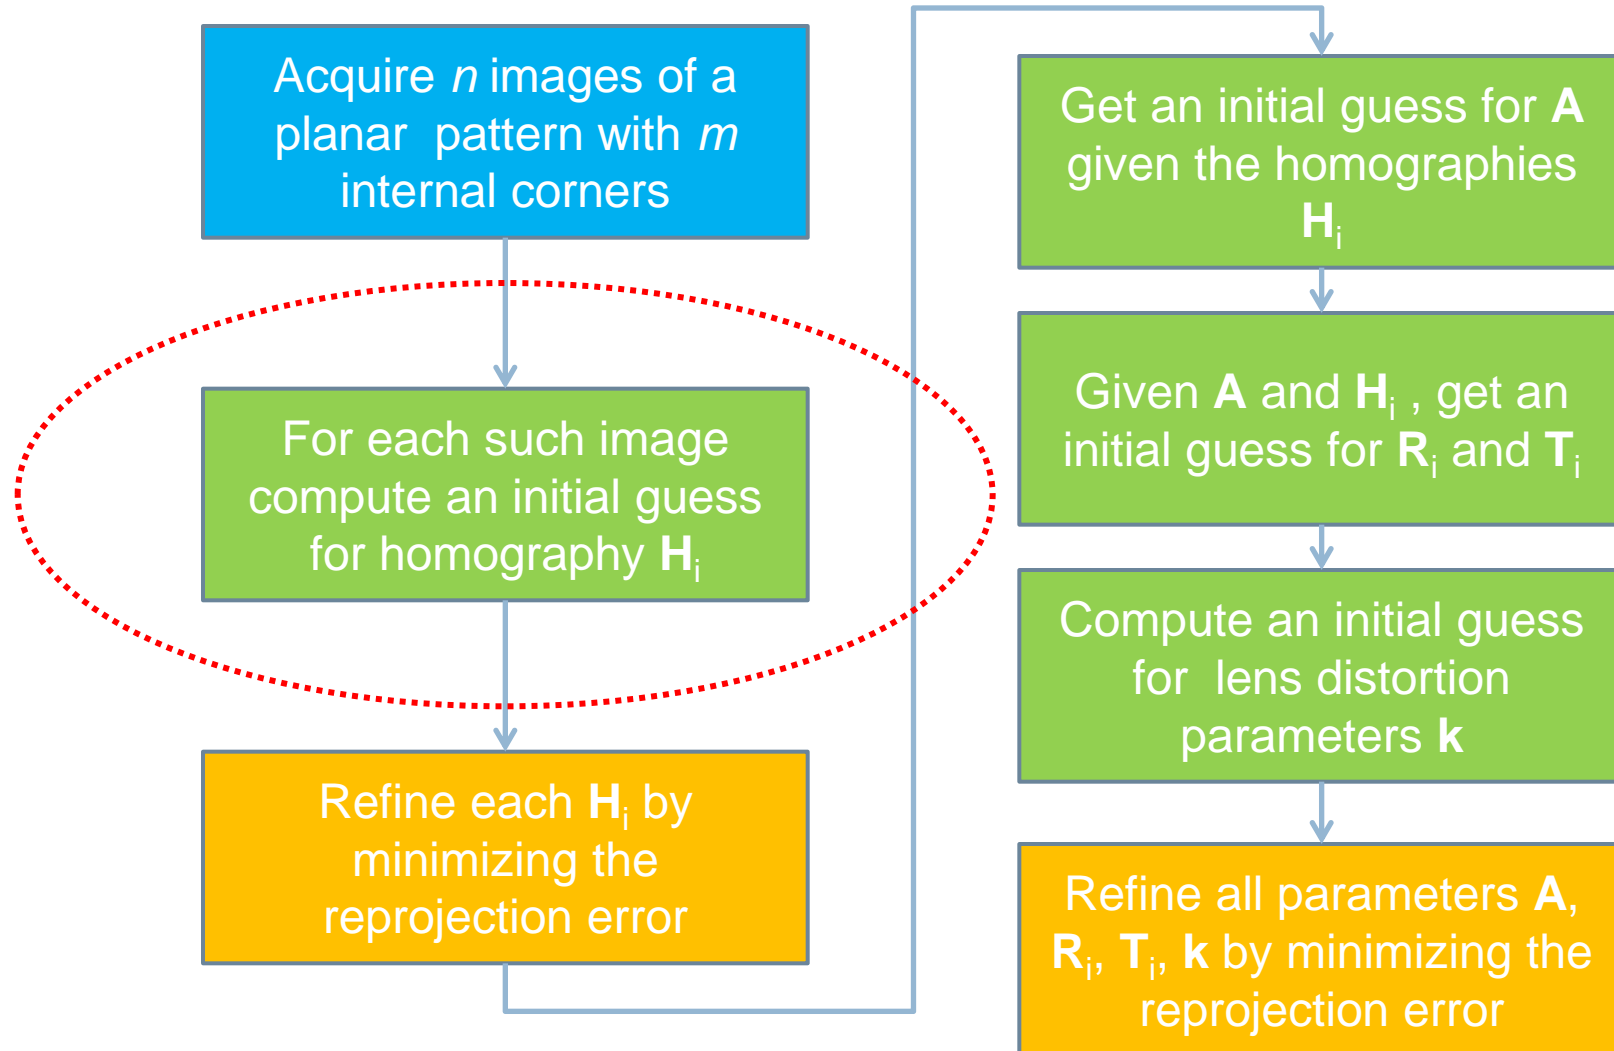 Acquire n images of a
planar  pattern with m
internal corners
For each such image
compute an initial guess
for homography Hi
Refine each Hi by
minimizing the
reprojection error
Get an initial guess for A
given the homographies
Hi
Given A and Hi , get an
initial guess for Ri and Ti
Compute an initial guess
for  lens distortion
parameters k
Refine all parameters A,
Ri, Ti, k by minimizing the
reprojection error